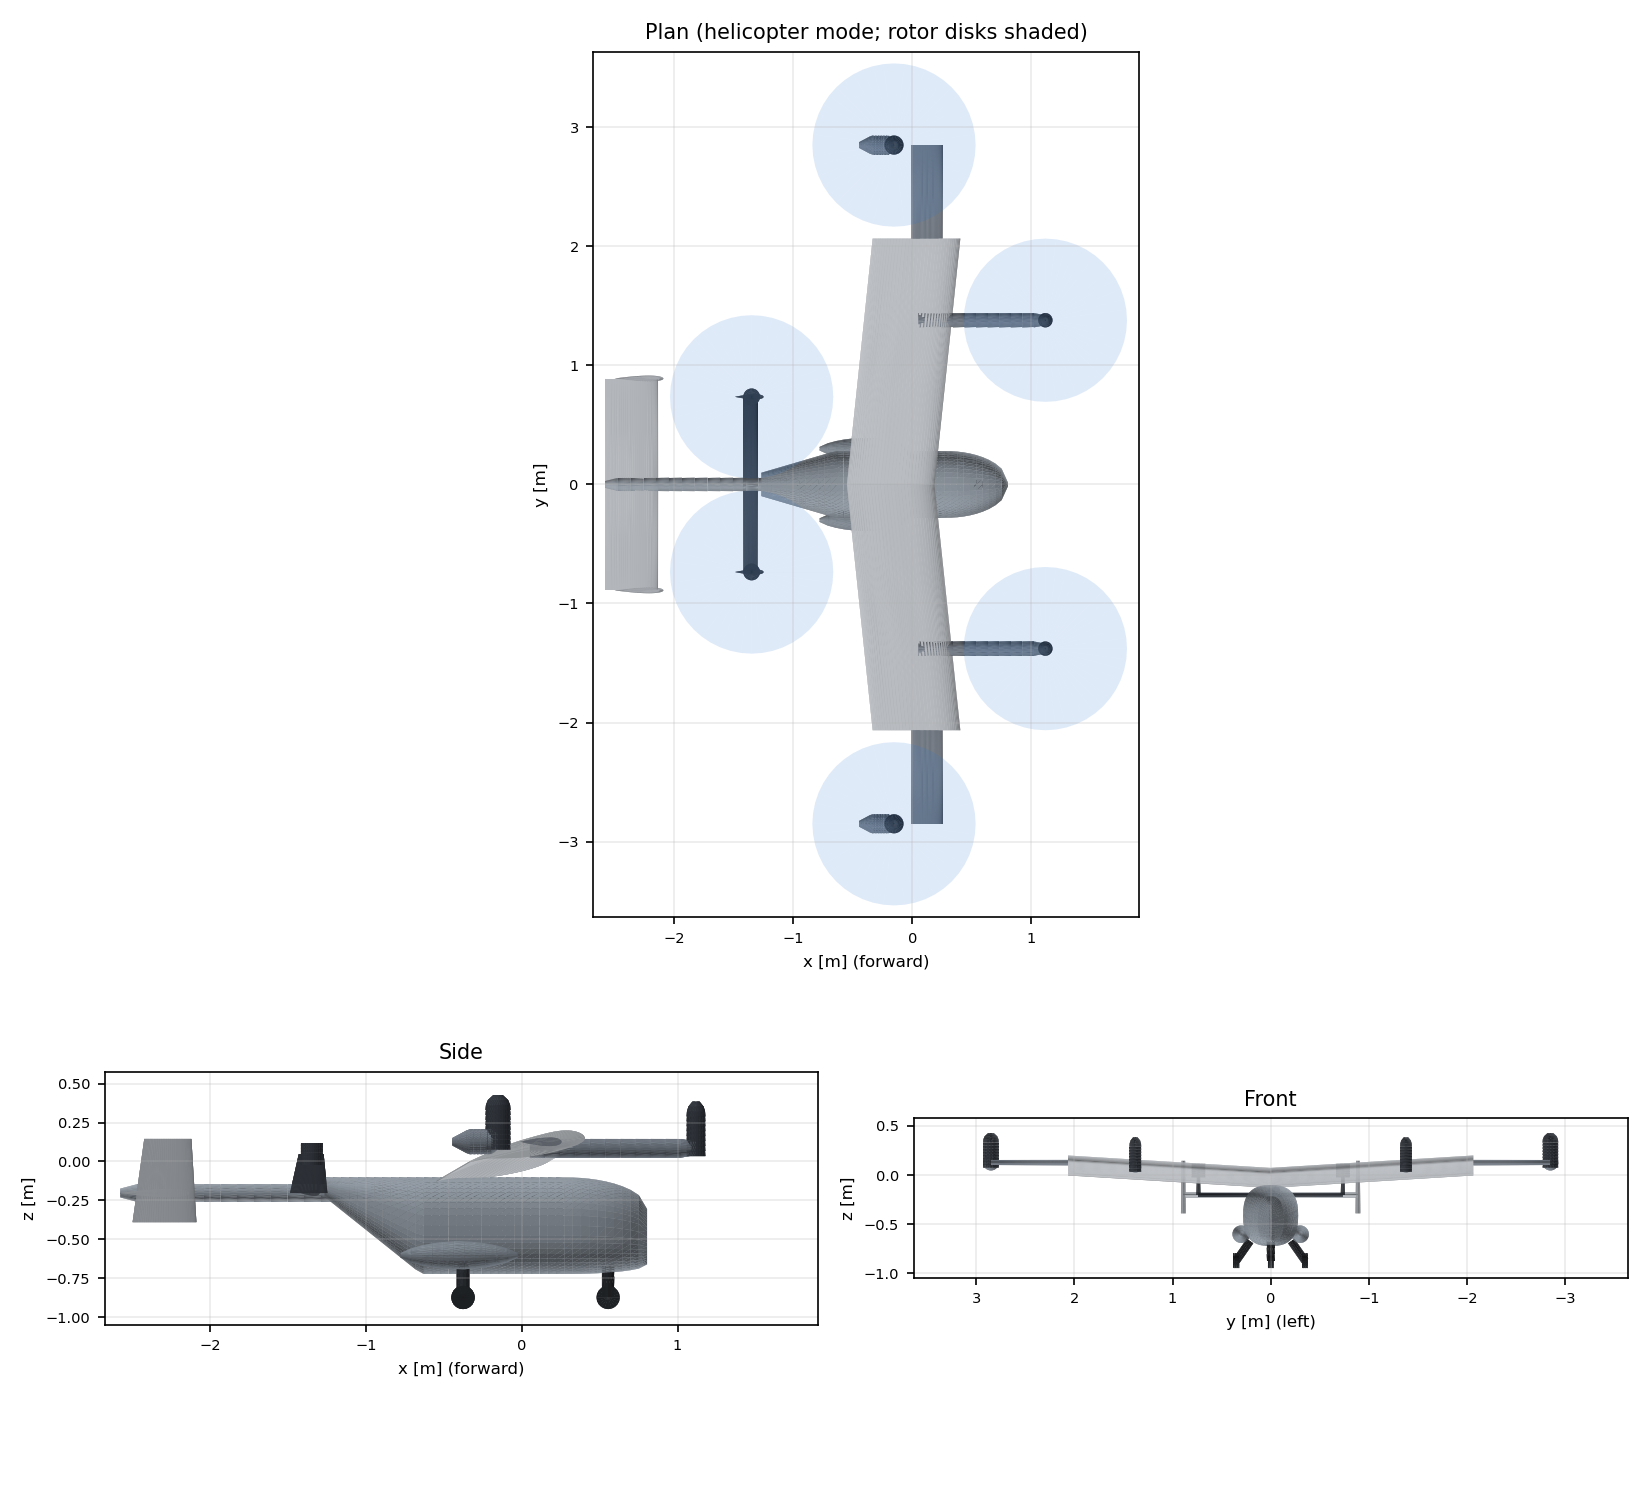 Plan (helicopter mode; rotor disks shaded)
3
2
1
0
−1
−2
−3
y [m]
−2 −1 0 1
x [m] (forward)
Side
0.50
0.25
0.00
−0.25
−0.50
−0.75
−1.00
z [m]
−2 −1 0 1
x [m] (forward)
Front
0.5
0.0
−0.5
−1.0
z [m]
3 2 1 0 −1 −2 −3
y [m] (left)